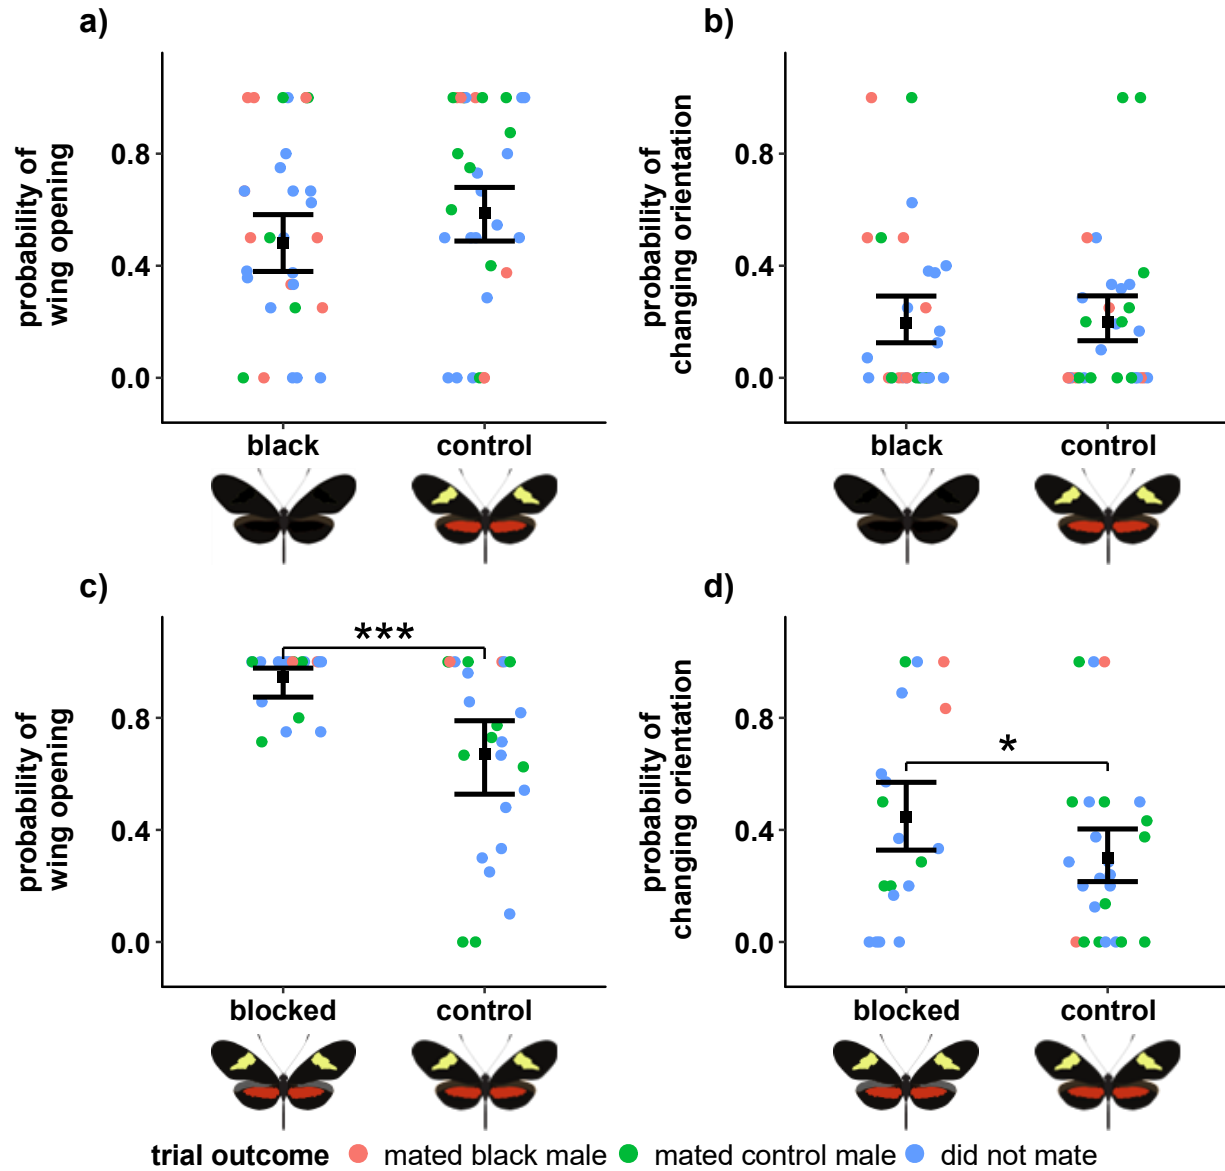 a)
probability of
wing opening
0.8
0.4
0.0
black
control
b)
probability of
changing orientation
0.8
0.4
0.0
black
control
c)
probability of
wing opening
0.8
0.4
0.0
***
blocked
control
d)
probability of
changing orientation
0.8
0.4
0.0
*
blocked
control
trial outcome mated black male mated control male did not mate